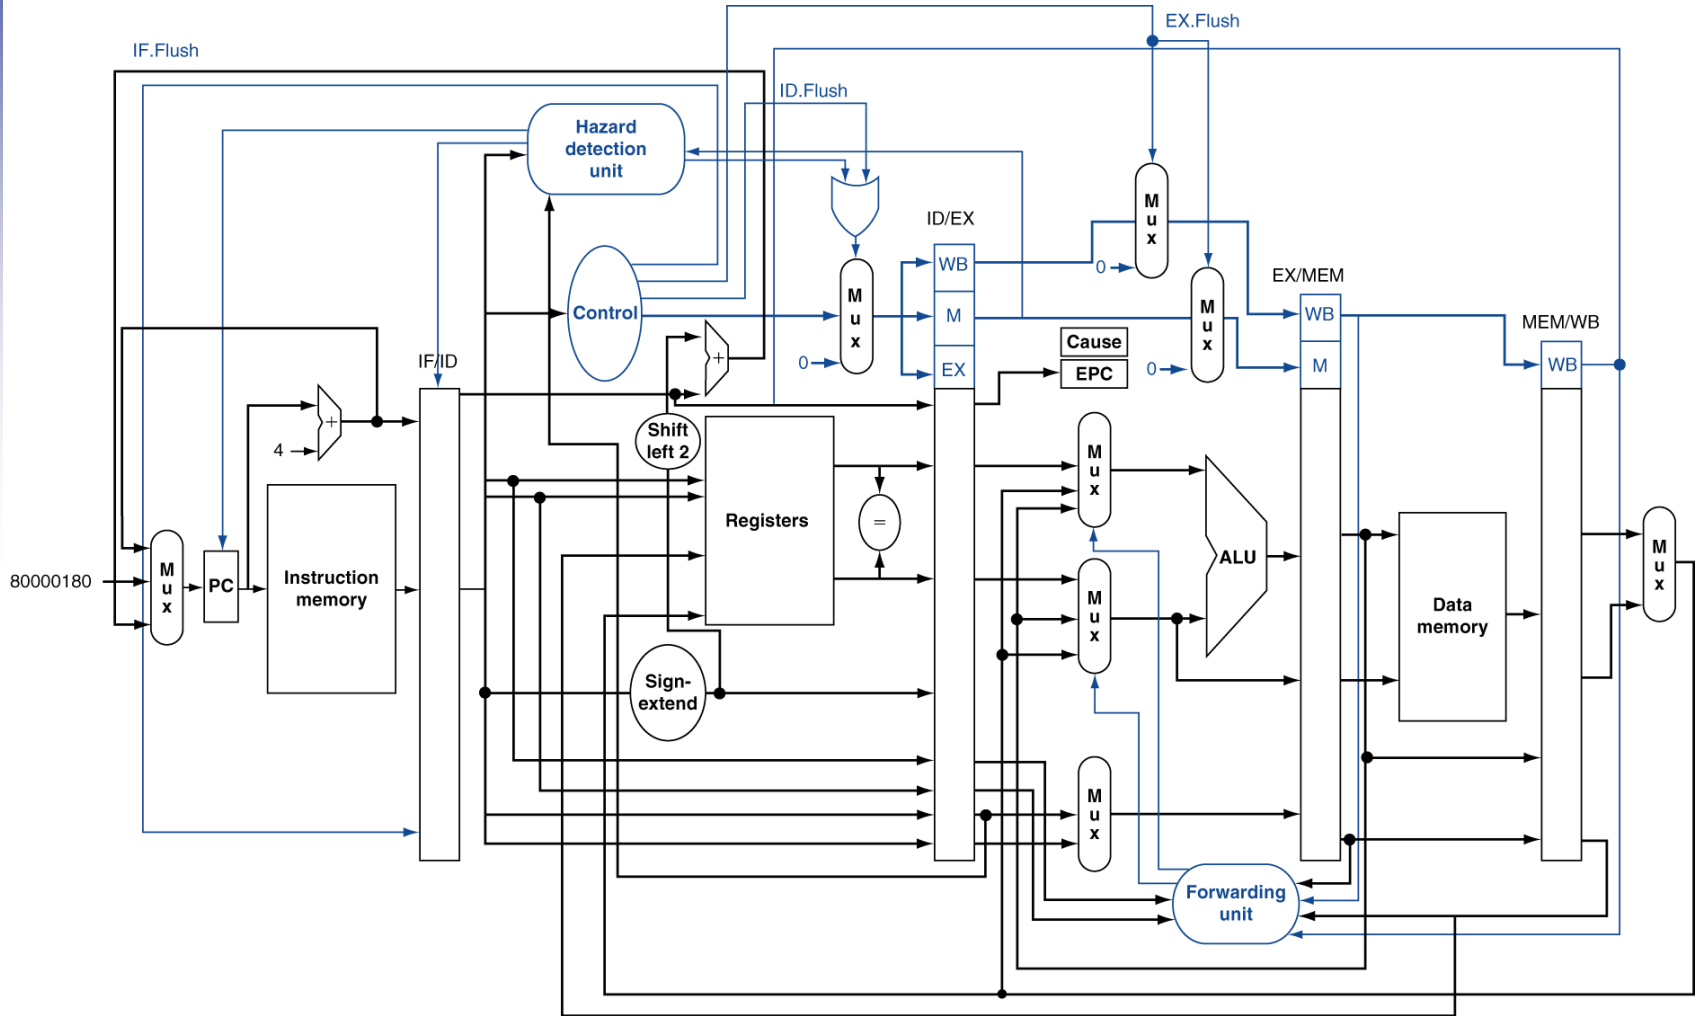 EX.Flush
IF.Flush
ID.Flush
Hazard
detection
unit
M
u
x
ID/EX
0
WB
Control
M
u
x
M
EX
0
Cause
EPC
M
u
x
0
EX/MEM
WB
M
MEM/WB
WB
IF/ID
+
+
4
Shift
left 2
Registers
=
M
u
x
ALU
80000180
M
u
x
PC
Instruction
memory
M
u
x
Data
memory
M
u
x
Sign-
extend
M
u
x
Forwarding
unit